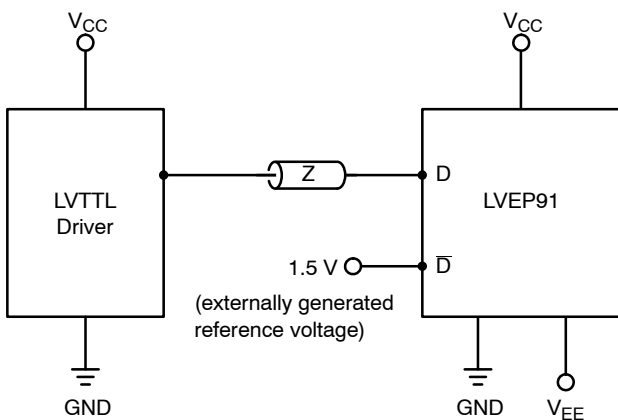 VCC
VCC
Z
D
LVTTL
Driver
LVEP91
1.5 V
D̅
(externally generated
reference voltage)
GND
GND
VEE